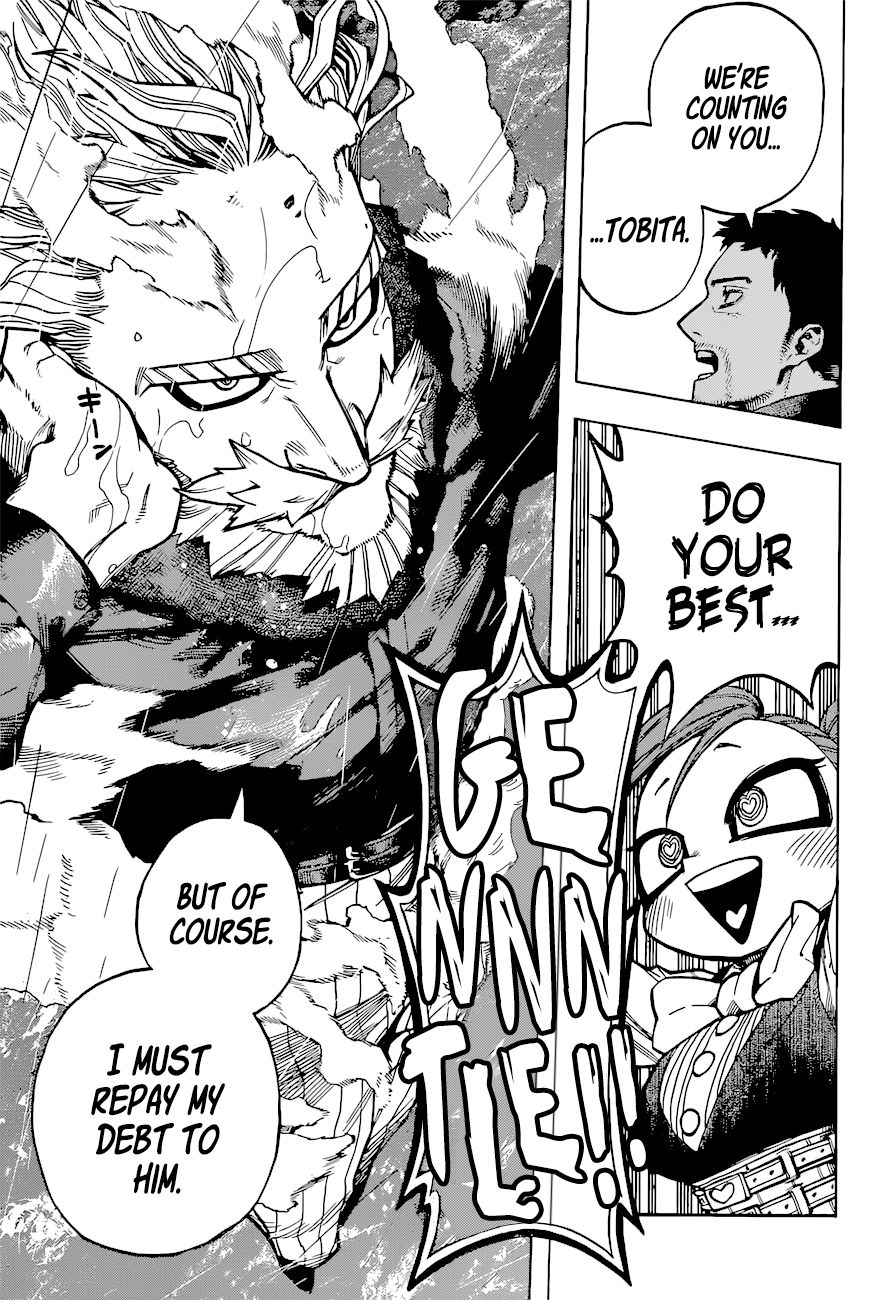 WE'RE
COUNTING
ON YOU...
...TOBITA.
DO
YOUR
BEST...
GE
NNNN
TLE!!
キーン
BUT OF
COURSE.
I MUST
REPAY MY
DEBT TO
HIM.